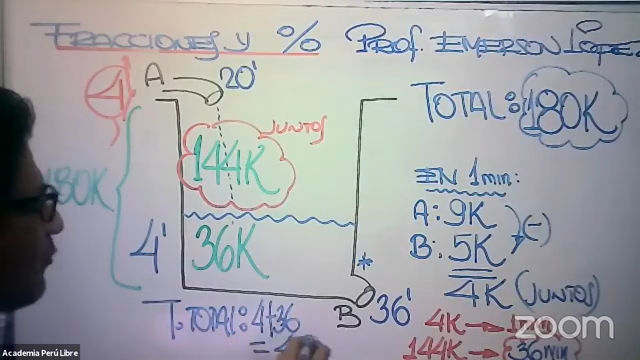 FRACCIONES Y % PROF. EMERSON LÓPEZ
4 A 20'
TOTAL: 180K
JUNTOS
144K
180K
EN 1min:
A: 9K
(-)
B: 5K
4' 36K
4K (JUNTOS)
T. TOTAL: 4+36
B 36'
4K →
144K → 36min
zoom
Academia Perú Libre